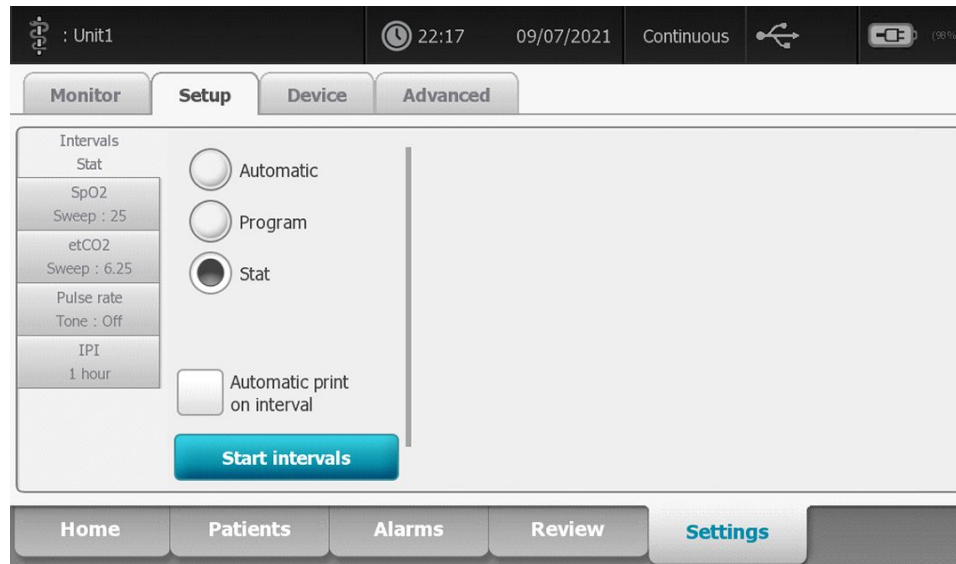 : Unit1
22:17
09/07/2021
Continuous
(98%
Monitor
Setup
Device
Advanced
Intervals
Stat
SpO2
Sweep : 25
etCO2
Sweep : 6.25
Pulse rate
Tone : Off
IPI
1 hour
Automatic
Program
Stat
Automatic print
on interval
Start intervals
Home
Patients
Alarms
Review
Settings